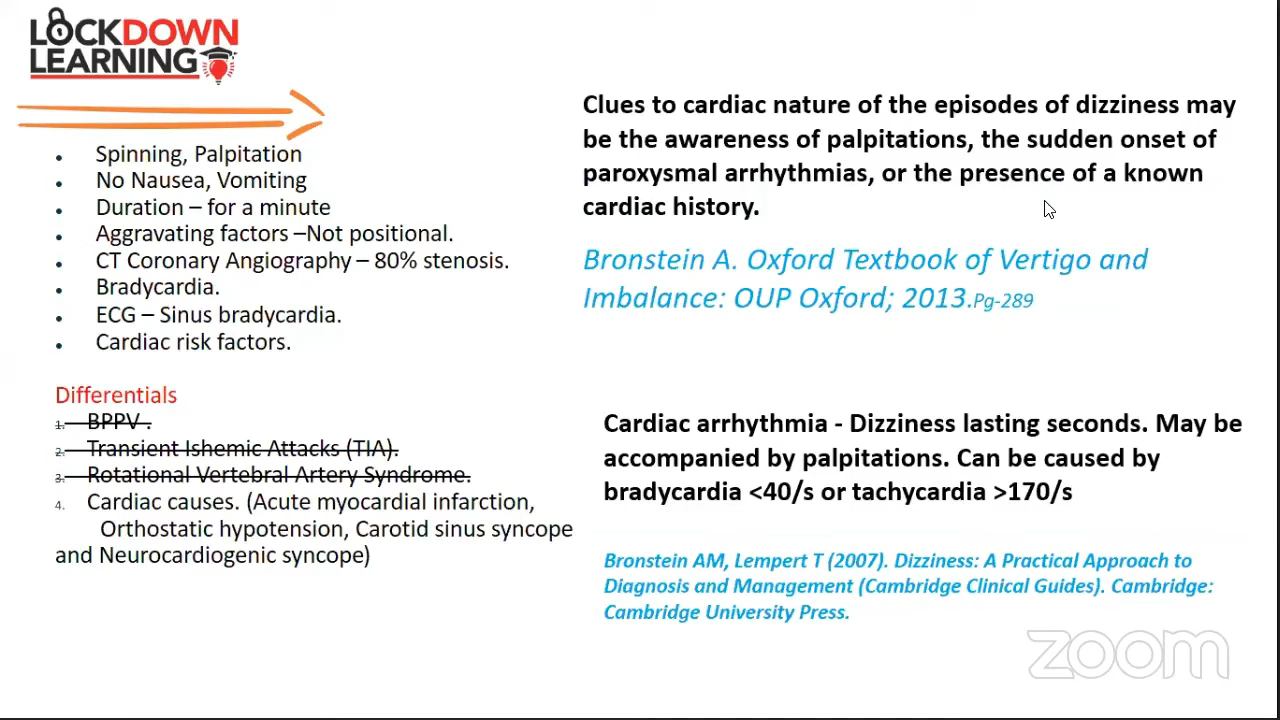 LOCKDOWN
LEARNING
• Spinning, Palpitation
• No Nausea, Vomiting
• Duration – for a minute
• Aggravating factors –Not positional.
• CT Coronary Angiography – 80% stenosis.
• Bradycardia.
• ECG – Sinus bradycardia.
• Cardiac risk factors.
Differentials
1. BPPV .
2. Transient Ishemic Attacks (TIA).
3. Rotational Vertebral Artery Syndrome.
4. Cardiac causes. (Acute myocardial infarction,
Orthostatic hypotension, Carotid sinus syncope
and Neurocardiogenic syncope)
Clues to cardiac nature of the episodes of dizziness may
be the awareness of palpitations, the sudden onset of
paroxysmal arrhythmias, or the presence of a known
cardiac history.
Bronstein A. Oxford Textbook of Vertigo and
Imbalance: OUP Oxford; 2013.Pg-289
Cardiac arrhythmia - Dizziness lasting seconds. May be
accompanied by palpitations. Can be caused by
bradycardia <40/s or tachycardia >170/s
Bronstein AM, Lempert T (2007). Dizziness: A Practical Approach to
Diagnosis and Management (Cambridge Clinical Guides). Cambridge:
Cambridge University Press.
zoom